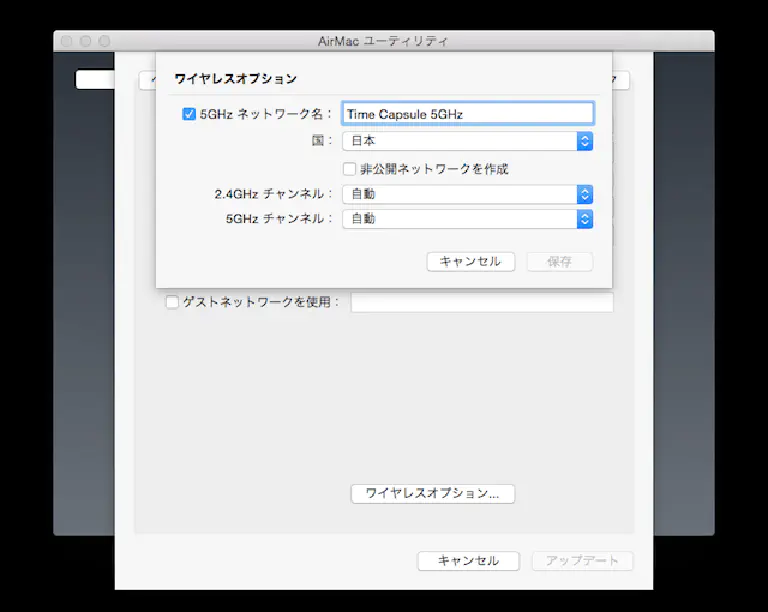 AirMac ユーティリティ
ワイヤレスオプション
5GHz ネットワーク名：
Time Capsule 5GHz
国：
日本
非公開ネットワークを作成
2.4GHz チャンネル：
自動
5GHz チャンネル：
自動
キャンセル
保存
ゲストネットワークを使用：
ワイヤレスオプション...
キャンセル
アップデート